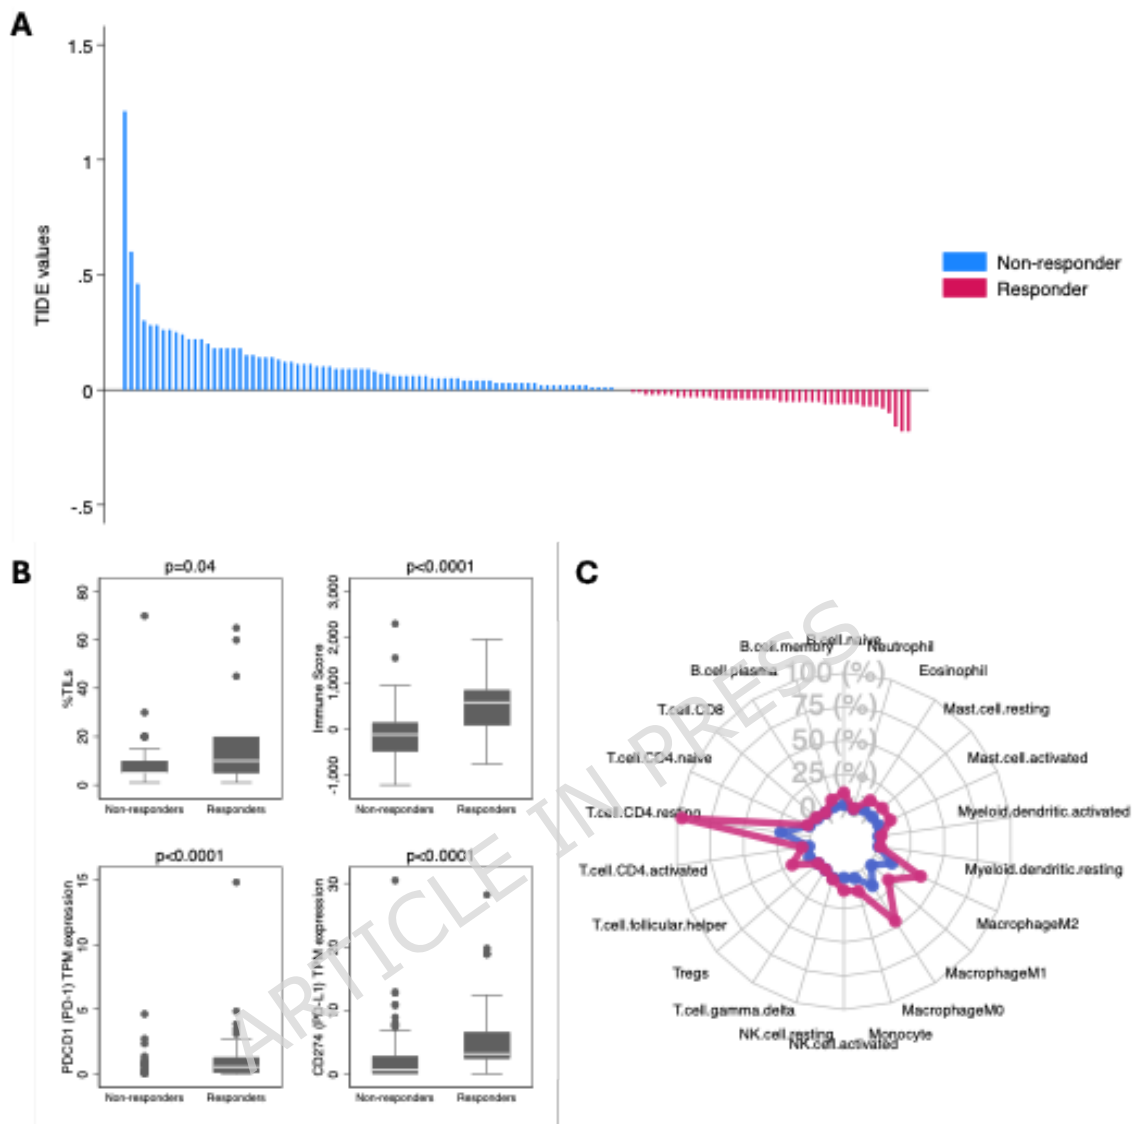 A
1.5
1
.5
0
-.5
TIDE values
Non-responder
Responder
B
p=0.04
%TILs
80
60
40
20
0
Non-responders
Responders
p<0.0001
Immune Score
3,000
2,000
1,000
0
-1,000
Non-responders
Responders
p<0.0001
PDCD1 (PD-1) TPM expression
15
10
5
0
Non-responders
Responders
p<0.0001
CD274 (PD-L1) TPM expression
30
20
10
0
Non-responders
Responders
C
B.cell.naive
Neutrophil
Eosinophil
Mast.cell.resting
Mast.cell.activated
Myeloid.dendritic.activated
Myeloid.dendritic.resting
MacrophageM2
MacrophageM1
MacrophageM0
Monocyte
NK.cell.activated
NK.cell.resting
T.cell.gamma.delta
Tregs
T.cell.follicular.helper
T.cell.CD4.activated
T.cell.CD4.resting
T.cell.CD4.naive
T.cell.CD8
B.cell.plasma
B.cell.memory
100 (%)
75 (%)
50 (%)
25 (%)
0
ARTICLE IN PRESS